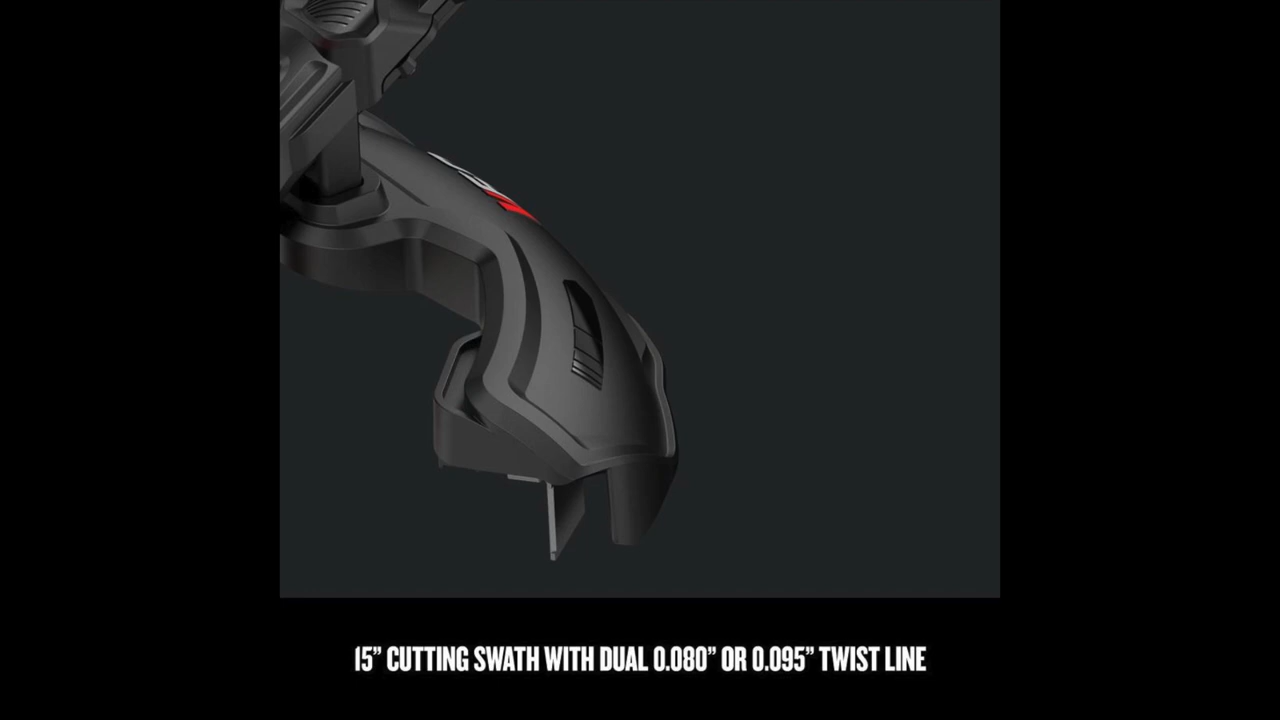 15” CUTTING SWATH WITH DUAL 0.080” OR 0.095” TWIST LINE